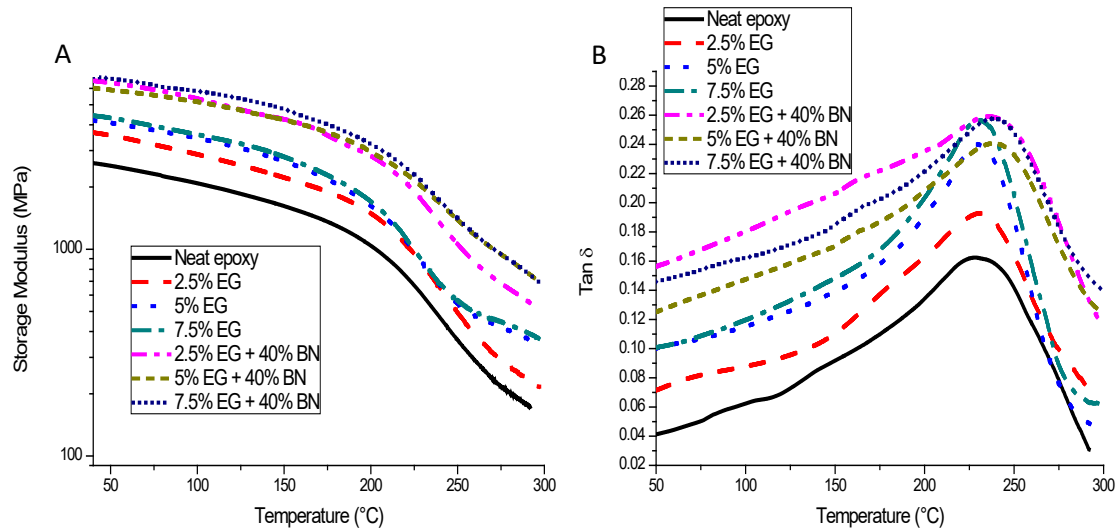 A
Storage Modulus (MPa)
1000
100
Neat epoxy
2.5% EG
5% EG
7.5% EG
2.5% EG + 40% BN
5% EG + 40% BN
7.5% EG + 40% BN
50 100 150 200 250 300
Temperature (°C)
B
Neat epoxy
2.5% EG
5% EG
7.5% EG
2.5% EG + 40% BN
5% EG + 40% BN
7.5% EG + 40% BN
Tan δ
0.26
0.24
0.22
0.20
0.18
0.16
0.14
0.12
0.10
0.08
0.06
0.04
0.02
50 100 150 200 250 300
Temperature (°C)